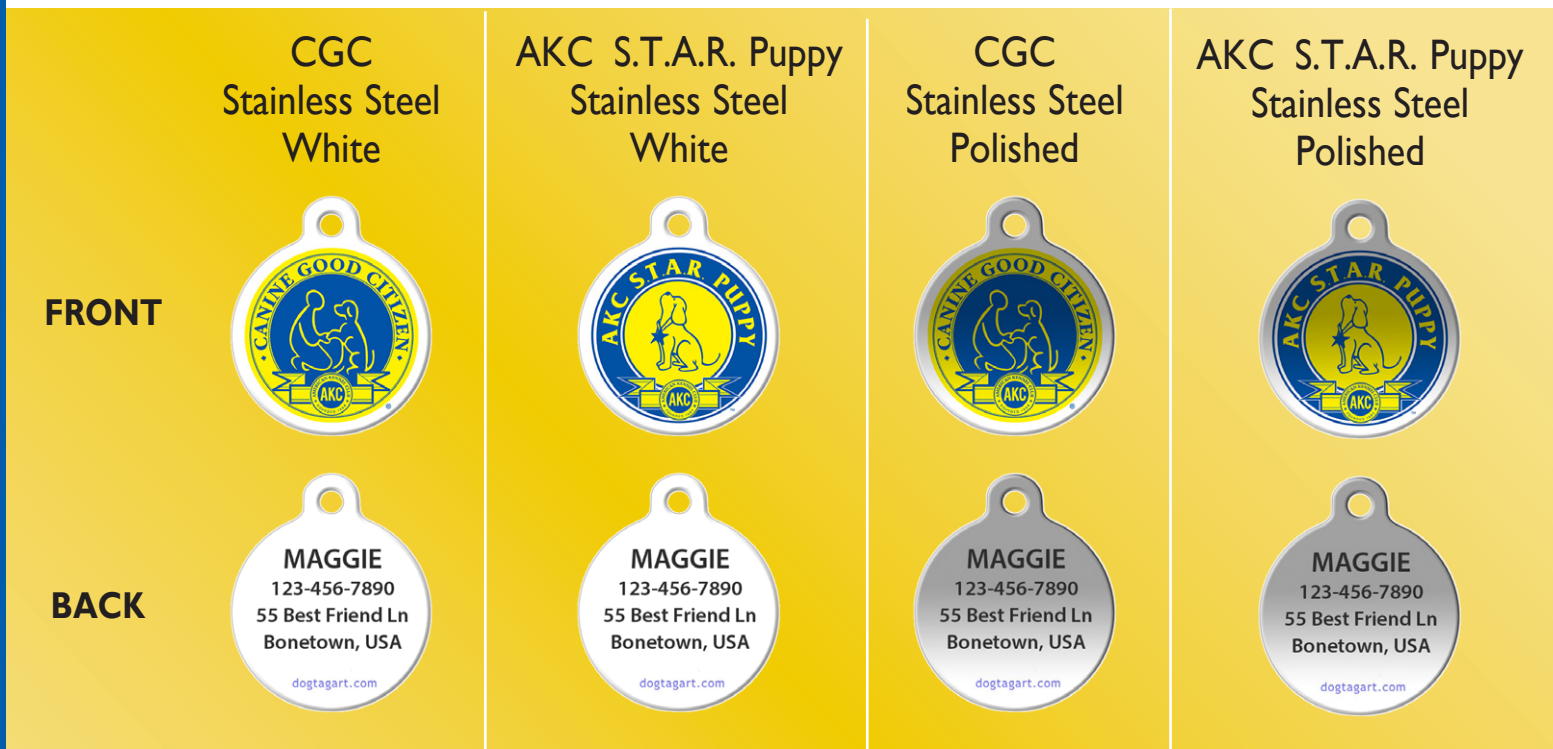 CGC
Stainless Steel
White
AKC S.T.A.R. Puppy
Stainless Steel
White
CGC
Stainless Steel
Polished
AKC S.T.A.R. Puppy
Stainless Steel
Polished
FRONT
· CANINE GOOD CITIZEN ·
AKC
®
AKC S.T.A.R. PUPPY
AKC
™
· CANINE GOOD CITIZEN ·
AKC
®
AKC S.T.A.R. PUPPY
AKC
™
BACK
MAGGIE
123-456-7890
55 Best Friend Ln
Bonetown, USA
dogtagart.com
MAGGIE
123-456-7890
55 Best Friend Ln
Bonetown, USA
dogtagart.com
MAGGIE
123-456-7890
55 Best Friend Ln
Bonetown, USA
dogtagart.com
MAGGIE
123-456-7890
55 Best Friend Ln
Bonetown, USA
dogtagart.com